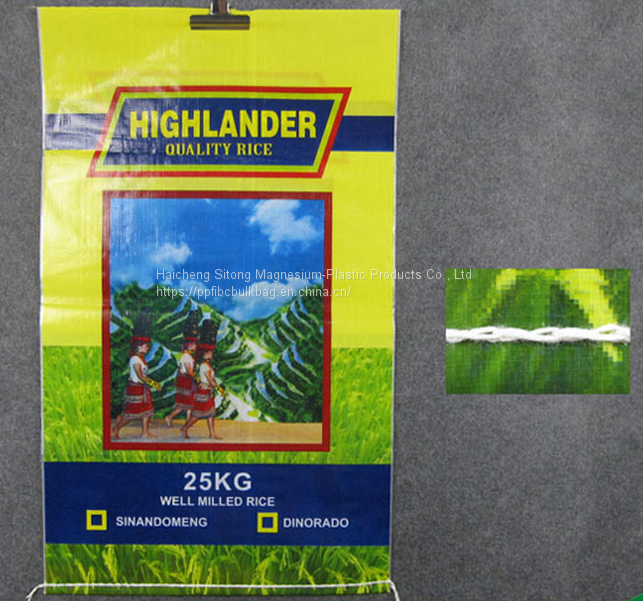 HIGHLANDER
QUALITY RICE
Haicheng Sitong Magnesium-Plastic Products Co., Ltd
https://ppfibcbulkbag.en.china.cn/
25KG
WELL MILLED RICE
SINANDOMENG DINORADO